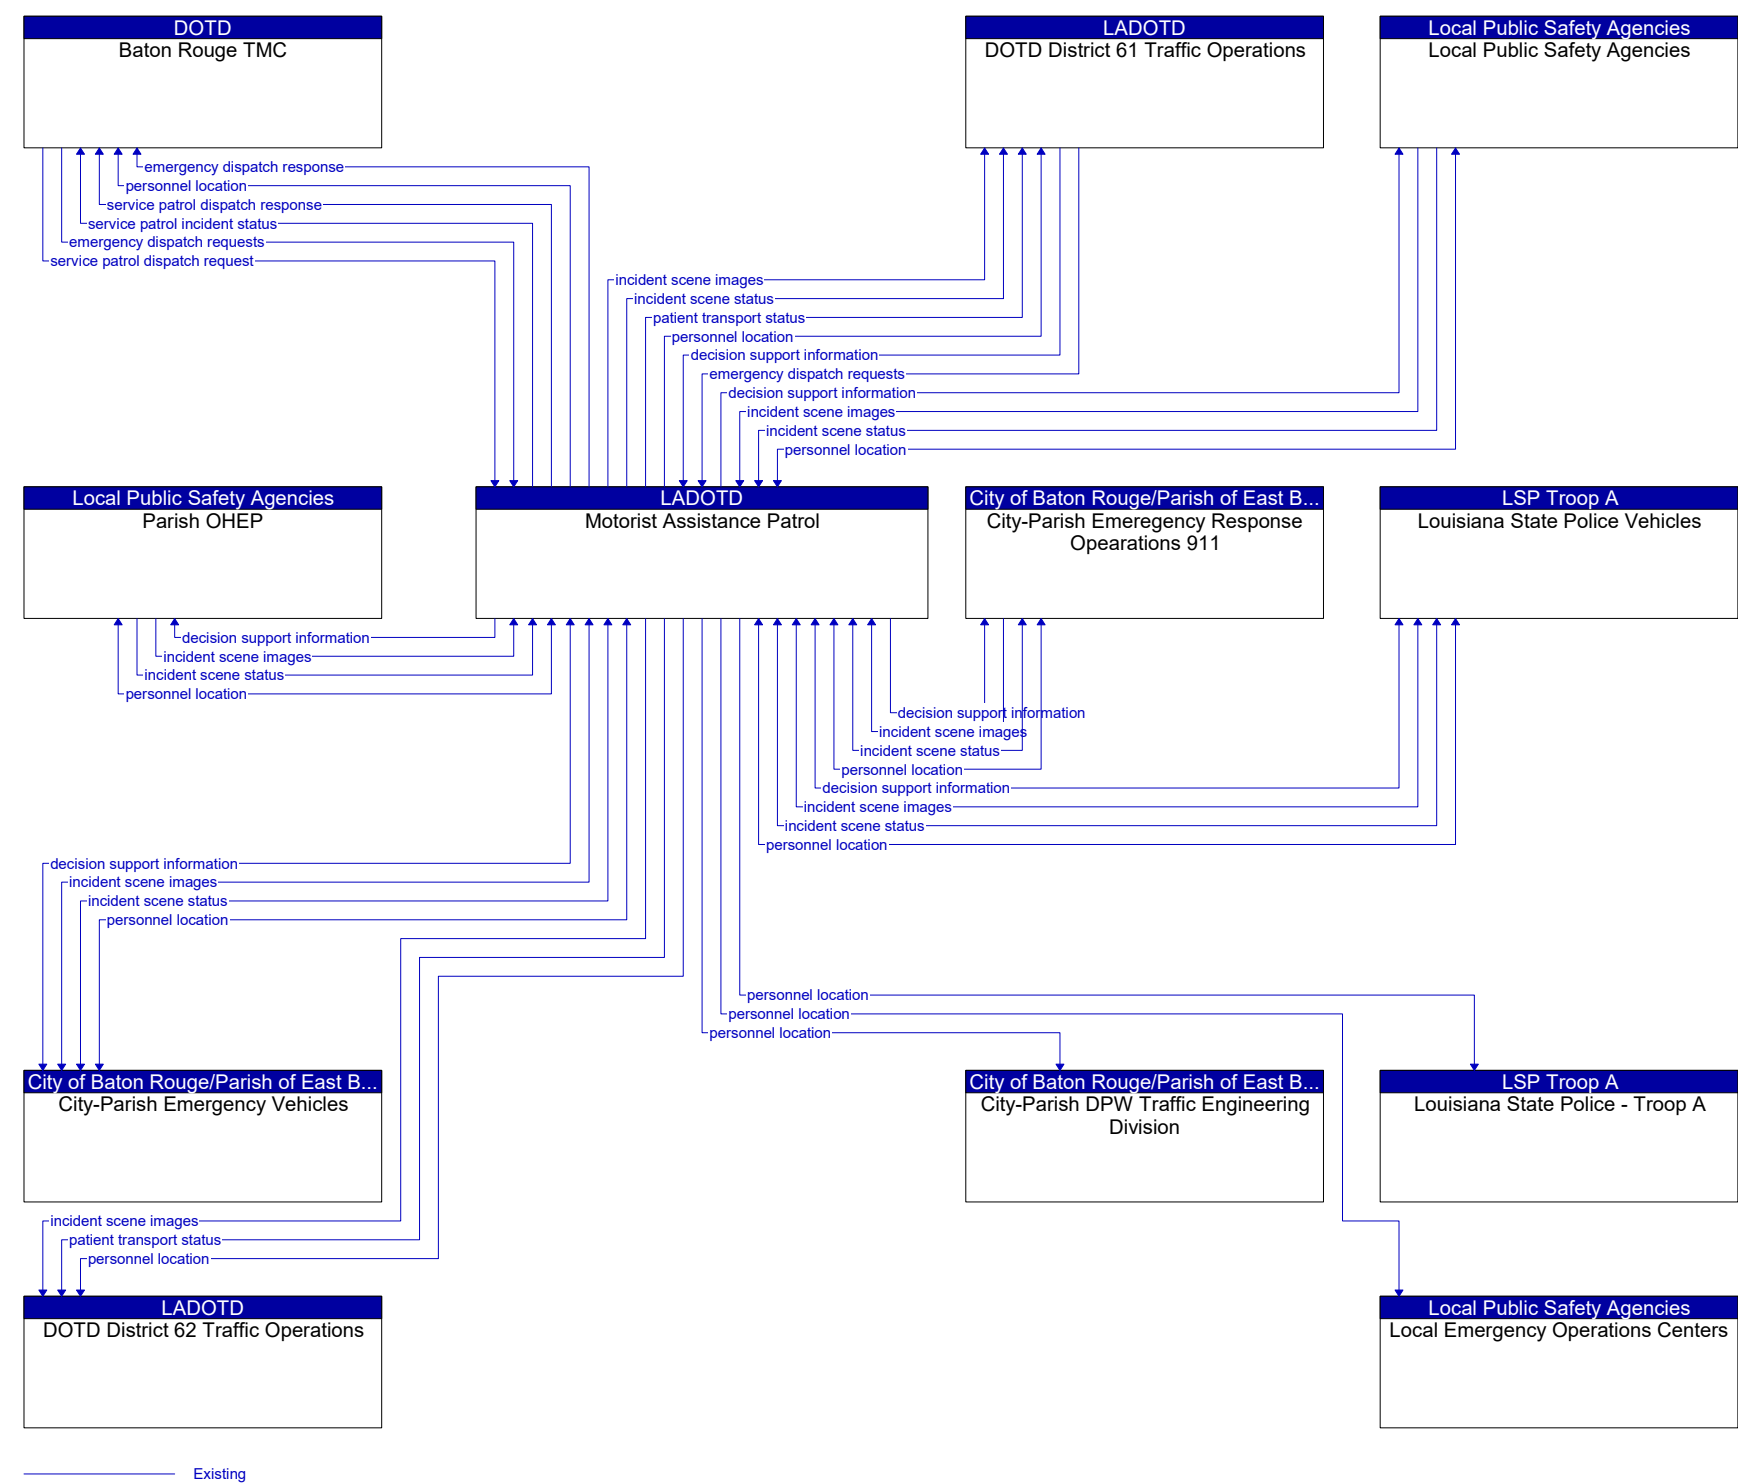 DOTD
Baton Rouge TMC
LADOTD
DOTD District 61 Traffic Operations
Local Public Safety Agencies
Local Public Safety Agencies
emergency dispatch response
personnel location
service patrol dispatch response
service patrol incident status
emergency dispatch requests
service patrol dispatch request
incident scene images
incident scene status
patient transport status
personnel location
decision support information
emergency dispatch requests
decision support information
incident scene images
incident scene status
personnel location
Local Public Safety Agencies
Parish OHEP
LADOTD
Motorist Assistance Patrol
City of Baton Rouge/Parish of East B...
City-Parish Emeregency Response
Opearations 911
LSP Troop A
Louisiana State Police Vehicles
decision support information
incident scene images
incident scene status
personnel location
decision support information
incident scene images
incident scene status
personnel location
decision support information
incident scene images
incident scene status
personnel location
decision support information
incident scene images
incident scene status
personnel location
personnel location
personnel location
personnel location
City of Baton Rouge/Parish of East B...
City-Parish Emergency Vehicles
City of Baton Rouge/Parish of East B...
City-Parish DPW Traffic Engineering
Division
LSP Troop A
Louisiana State Police - Troop A
incident scene images
patient transport status
personnel location
LADOTD
DOTD District 62 Traffic Operations
Local Public Safety Agencies
Local Emergency Operations Centers
Existing